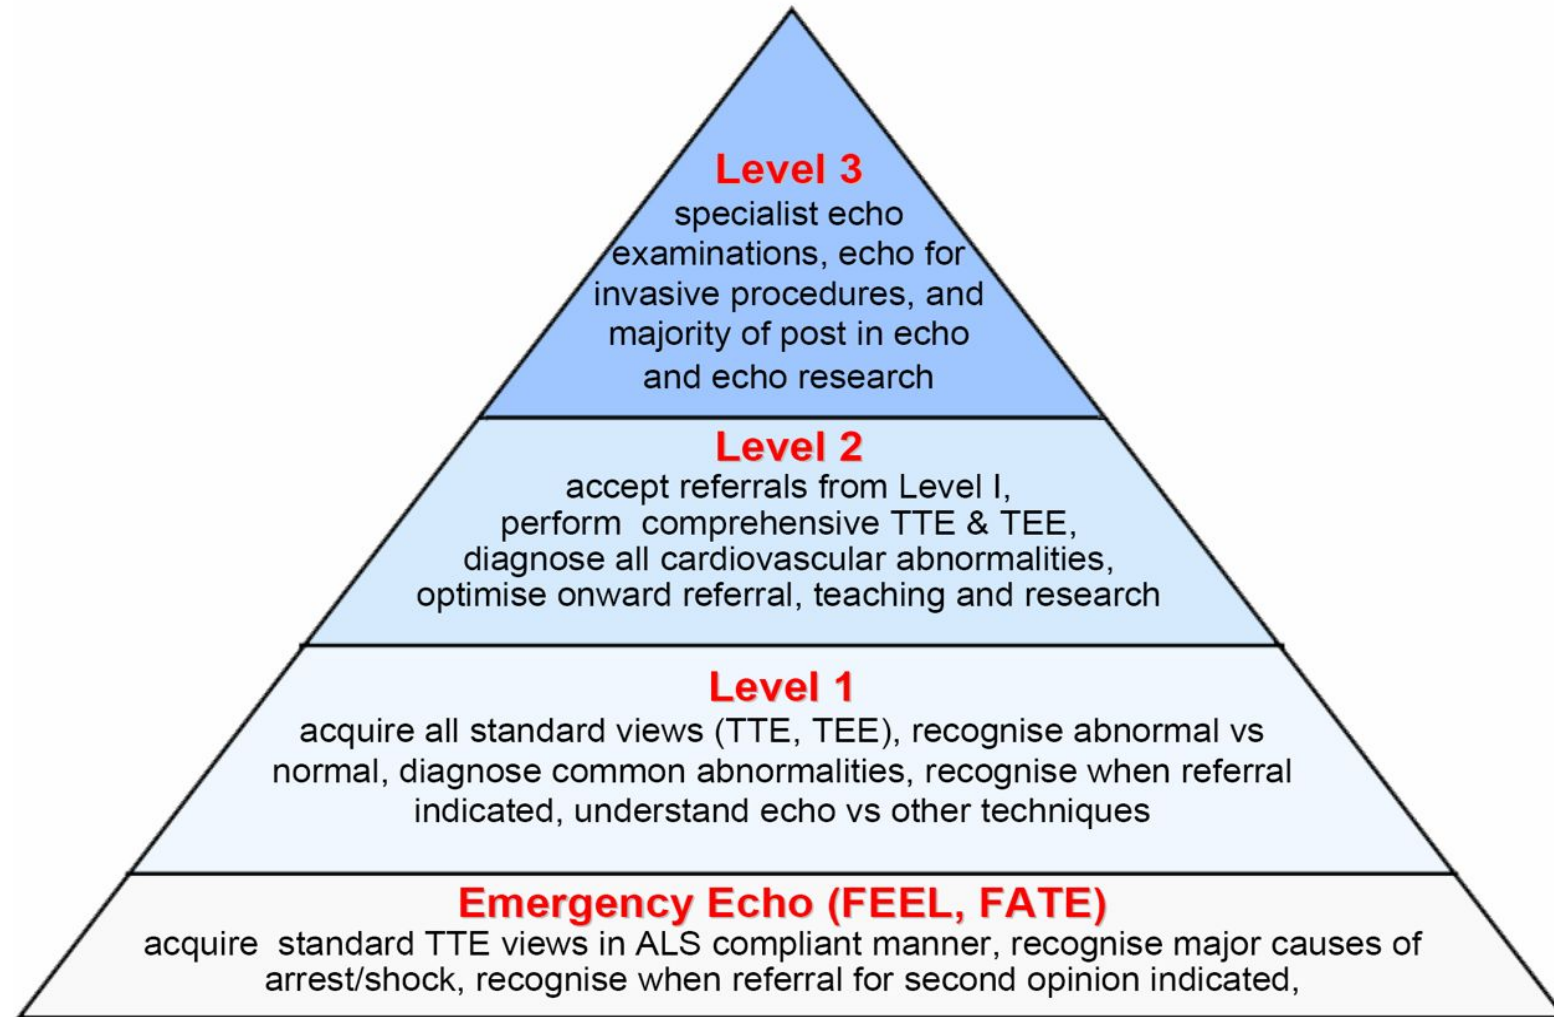 Level 3
specialist echo
examinations, echo for
invasive procedures, and
majority of post in echo
and echo research
Level 2
accept referrals from Level I,
perform comprehensive TTE & TEE,
diagnose all cardiovascular abnormalities,
optimise onward referral, teaching and research
Level 1
acquire all standard views (TTE, TEE), recognise abnormal vs
normal, diagnose common abnormalities, recognise when referral
indicated, understand echo vs other techniques
Emergency Echo (FEEL, FATE)
acquire standard TTE views in ALS compliant manner, recognise major causes of
arrest/shock, recognise when referral for second opinion indicated,